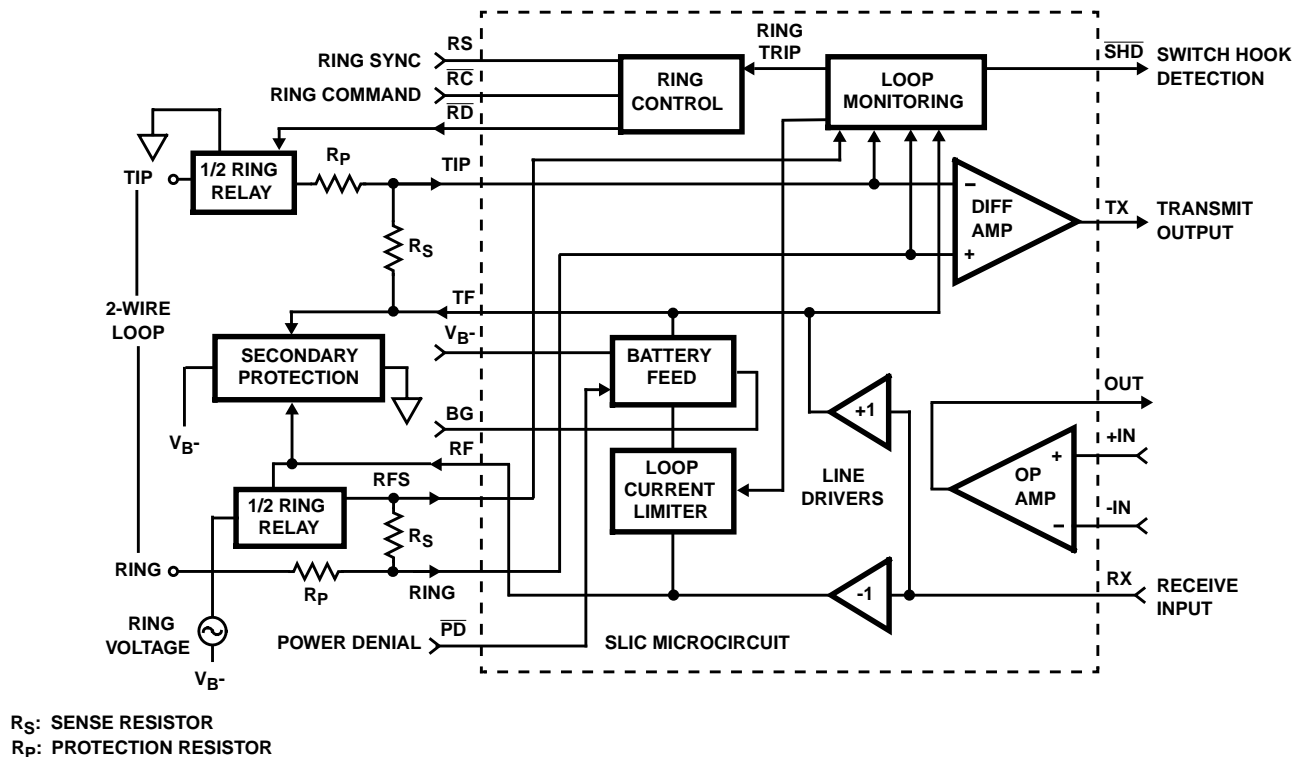 RING SYNC
RS
RING COMMAND
R̅C̅
R̅D̅
RING
TRIP
RING
CONTROL
LOOP
MONITORING
S̅H̅D̅
SWITCH HOOK
DETECTION
TIP
1/2 RING
RELAY
RP
TIP
RS
DIFF
AMP
−
+
TX
TRANSMIT
OUTPUT
2-WIRE
LOOP
TF
VB-
SECONDARY
PROTECTION
BATTERY
FEED
VB-
BG
RF
+1
LINE
DRIVERS
OUT
+IN
OP
AMP
+
−
-IN
RFS
1/2 RING
RELAY
RS
LOOP
CURRENT
LIMITER
RING
RP
RING
-1
RX
RECEIVE
INPUT
RING
VOLTAGE
VB-
POWER DENIAL
P̅D̅
SLIC MICROCIRCUIT
RS: SENSE RESISTOR
RP: PROTECTION RESISTOR